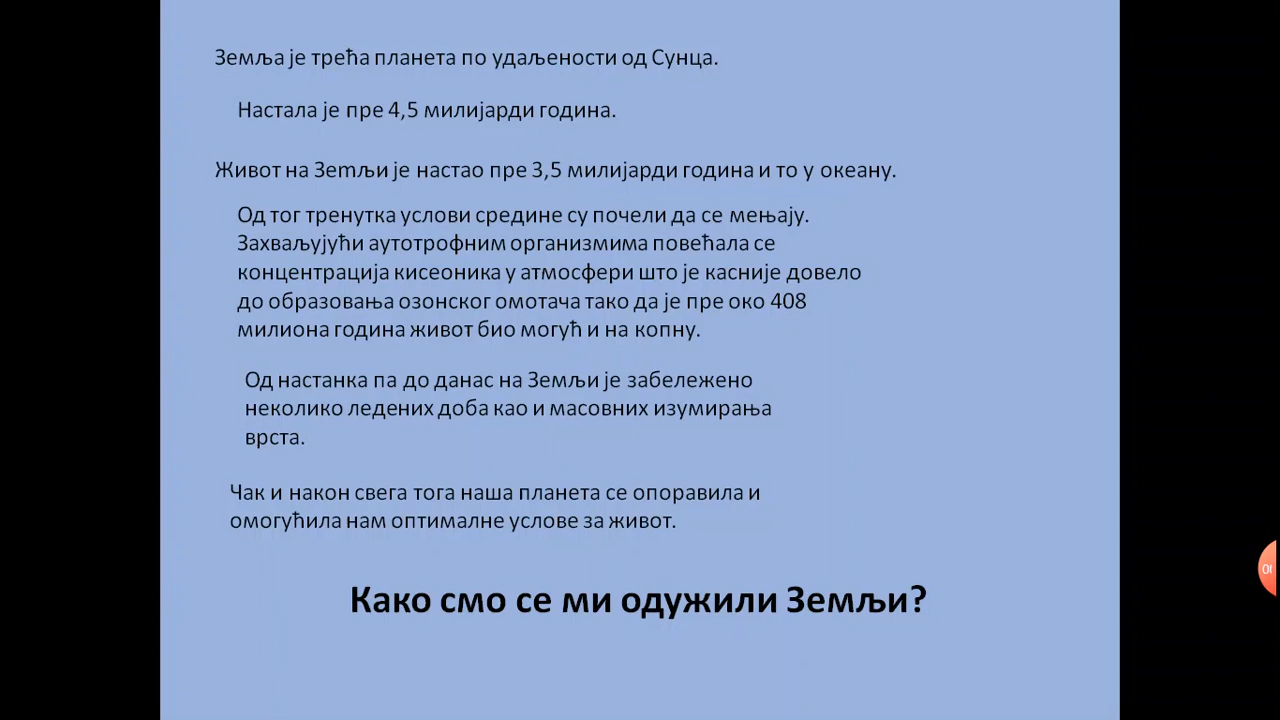 Земља је трећа планета по удаљености од Сунца.
Настала је пре 4,5 милијарди година.
Живот на Зетљи је настао пре 3,5 милијарди година и то у океану.
Од тог тренутка услови средине су почели да се мењају.
Захваљујући аутотрофним организмима повећала се
концентрација кисеоника у атмосфери што је касније довело
до образовања озонског омотача тако да је пре око 408
милиона година живот био могућ и на копну.
Од настанка па до данас на Земљи је забележено
неколико ледених доба као и масовних изумирања
врста.
Чак и након свега тога наша планета се опоравила и
омогућила нам оптималне услове за живот.
Како смо се ми одужили Земљи?